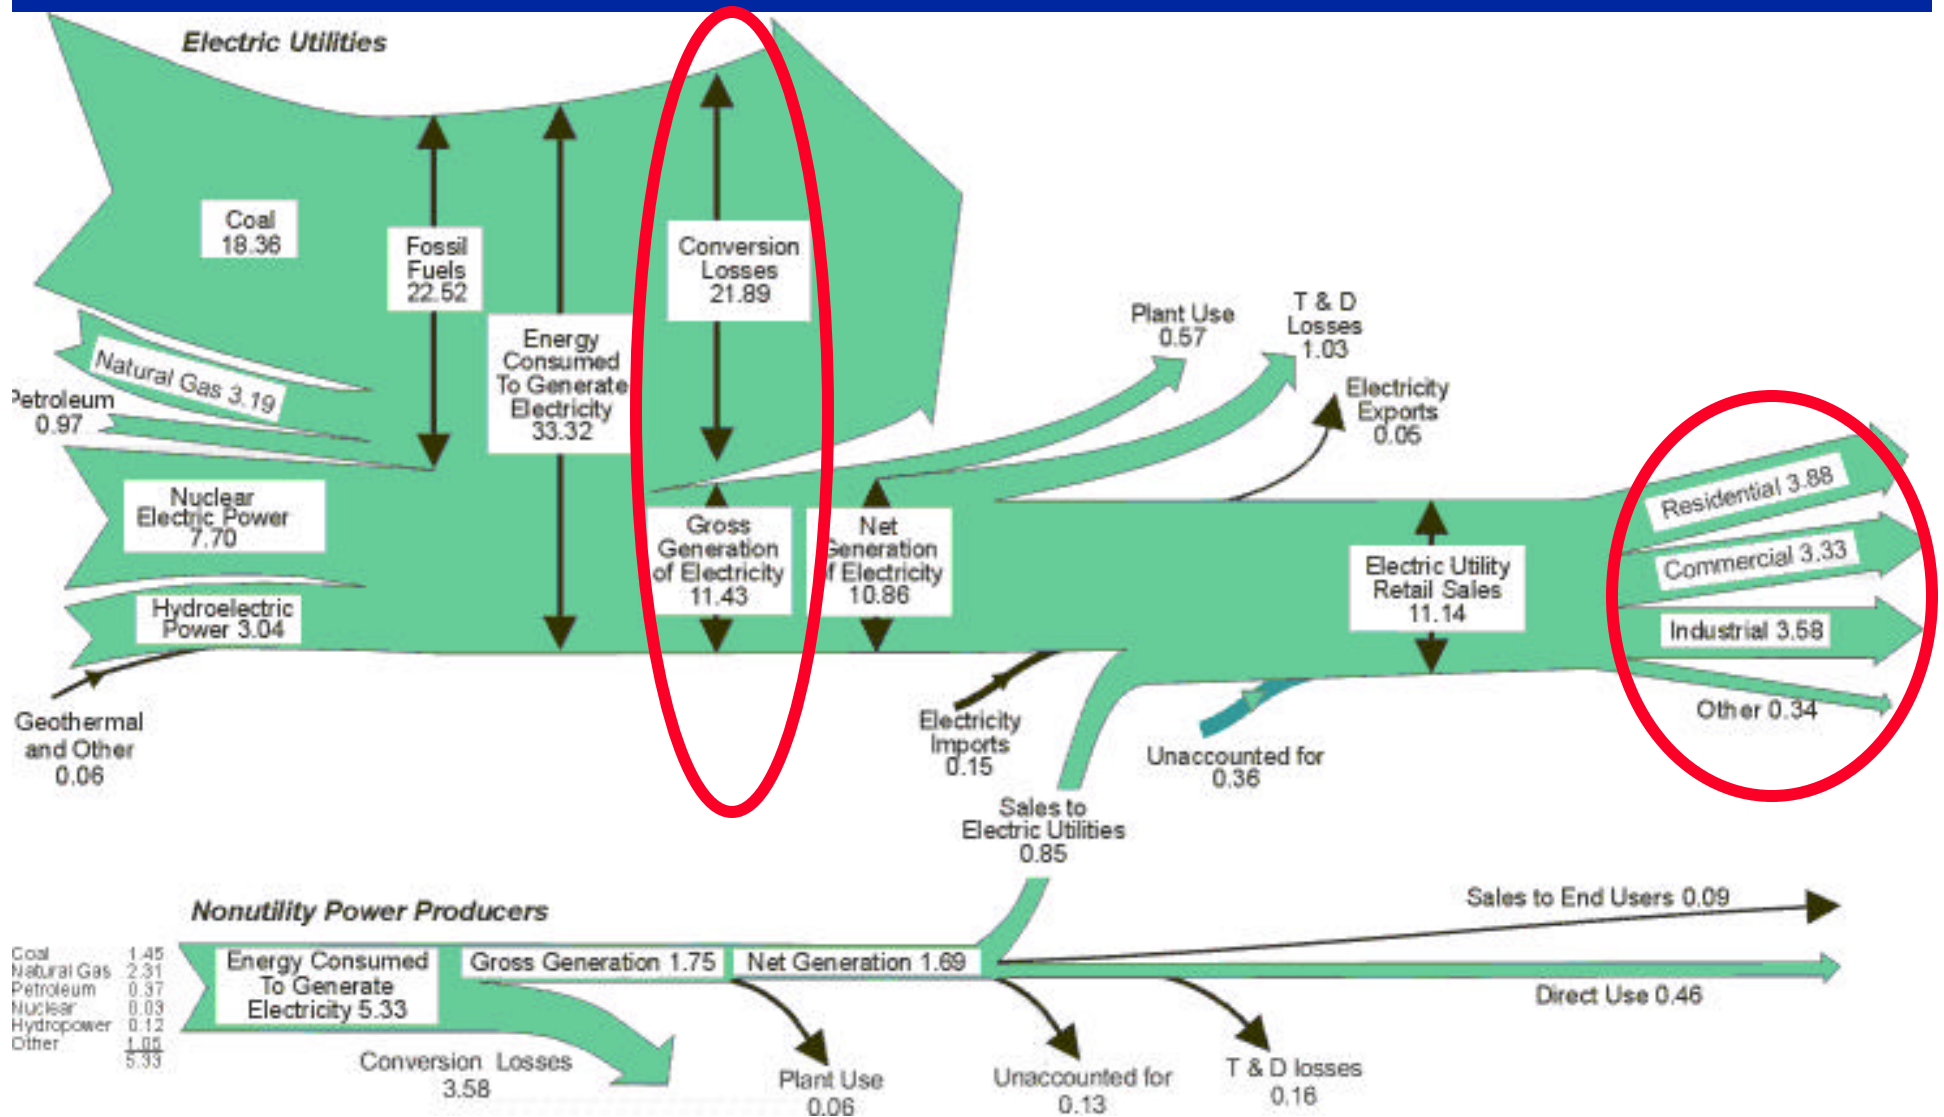 Electric Utilities
Coal
18.36
Fossil
Fuels
22.52
Conversion
Losses
21.89
Energy
Consumed
To Generate
Electricity
33.32
Natural Gas 3.19
Petroleum
0.97
Nuclear
Electric Power
7.70
Hydroelectric
Power 3.04
Geothermal
and Other
0.06
Gross
Generation
of Electricity
11.43
Net
Generation
of Electricity
10.86
Plant Use
0.57
T & D
Losses
1.03
Electricity
Exports
0.05
Electric Utility
Retail Sales
11.14
Residential 3.88
Commercial 3.33
Industrial 3.58
Other 0.34
Electricity
Imports
0.15
Unaccounted for
0.36
Sales to
Electric Utilities
0.85
Nonutility Power Producers
Coal 1.45
Natural Gas 2.31
Petroleum 0.37
Nuclear 0.03
Hydropower 0.12
Other 1.05
5.33
Energy Consumed
To Generate
Electricity 5.33
Gross Generation 1.75
Net Generation 1.69
Sales to End Users 0.09
Direct Use 0.46
Conversion Losses
3.58
Plant Use
0.06
Unaccounted for
0.13
T & D losses
0.16